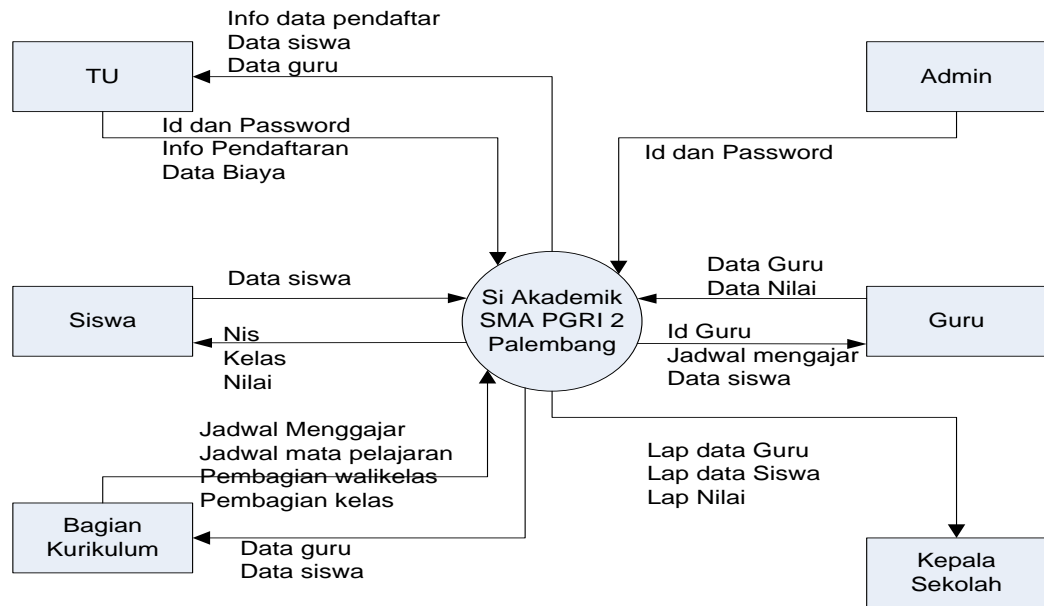 Info data pendaftar
Data siswa
Data guru
TU
Admin
Id dan Password
Info Pendaftaran
Data Biaya
Id dan Password
Data siswa
Siswa
Nis
Kelas
Nilai
Si Akademik
SMA PGRI 2
Palembang
Data Guru
Data Nilai
Guru
Id Guru
Jadwal mengajar
Data siswa
Jadwal Menggajar
Jadwal mata pelajaran
Pembagian walikelas
Pembagian kelas
Bagian
Kurikulum
Data guru
Data siswa
Lap data Guru
Lap data Siswa
Lap Nilai
Kepala
Sekolah